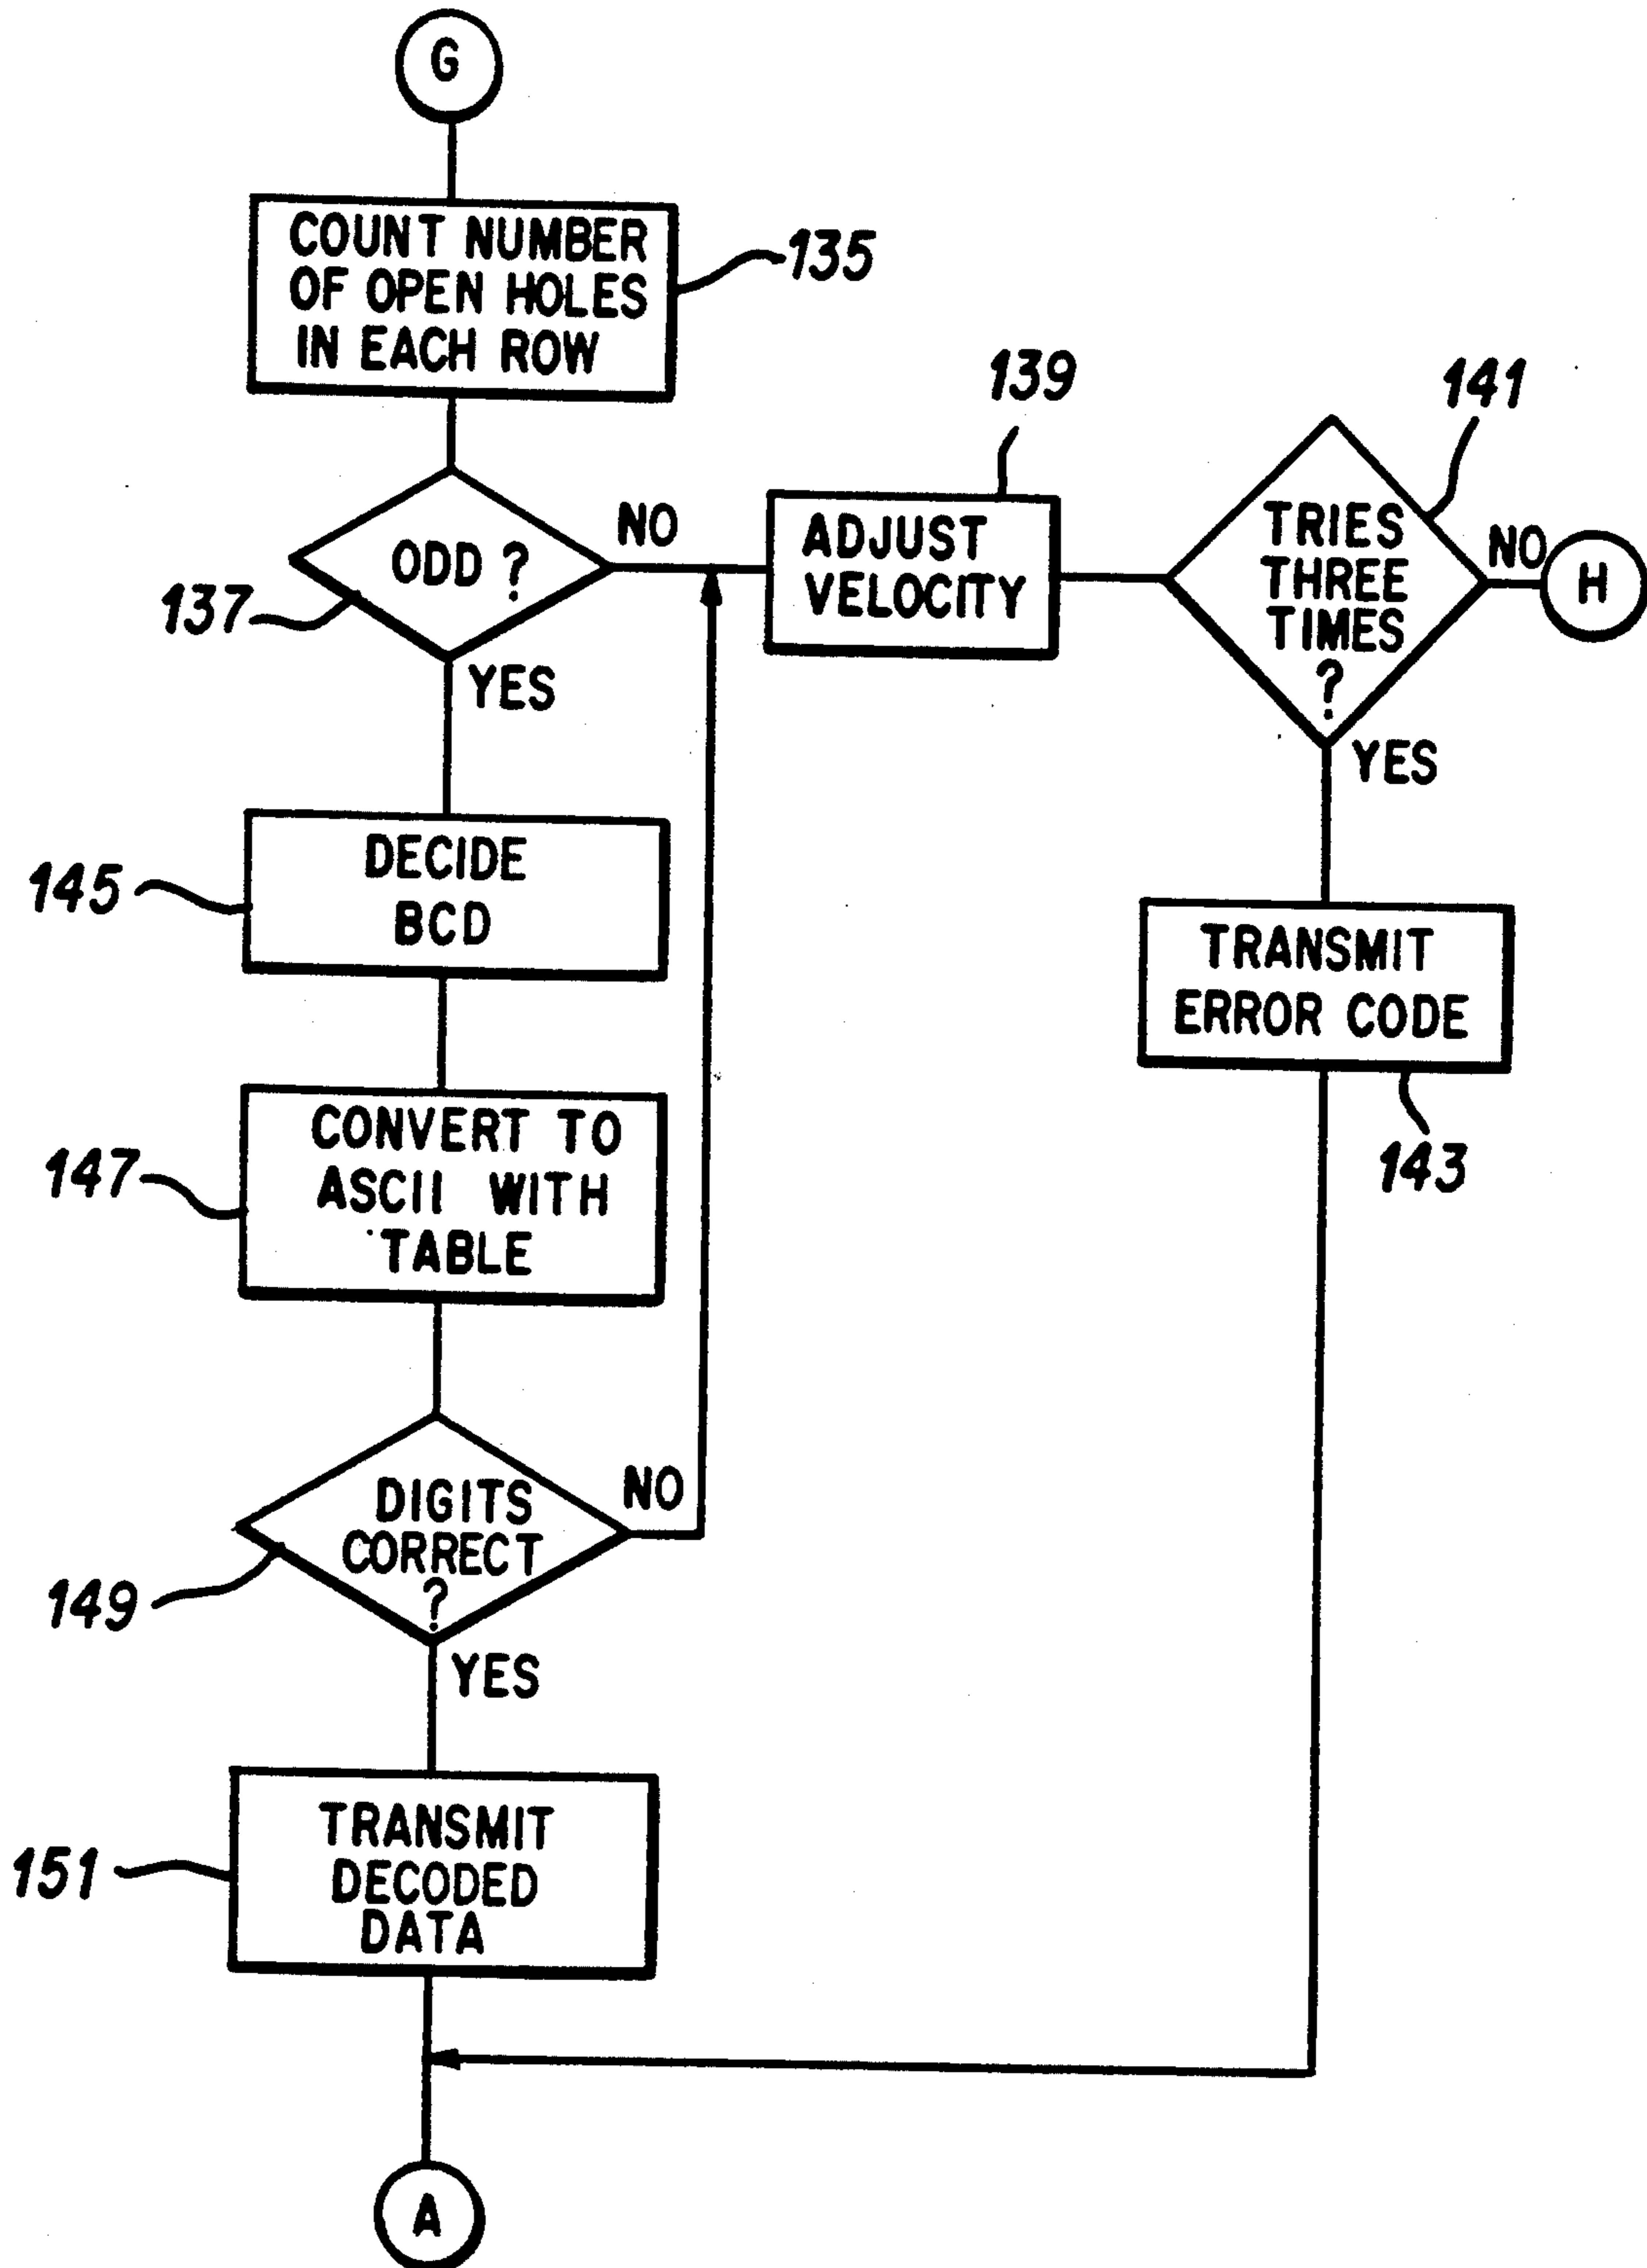 G
COUNT NUMBER
OF OPEN HOLES
IN EACH ROW
135
ODD ?
137
NO
YES
ADJUST
VELOCITY
139
TRIES
THREE
TIMES
?
141
NO
H
YES
TRANSMIT
ERROR CODE
143
DECIDE
BCD
145
CONVERT TO
ASCII WITH
TABLE
147
DIGITS
CORRECT
?
149
NO
YES
TRANSMIT
DECODED
DATA
151
A